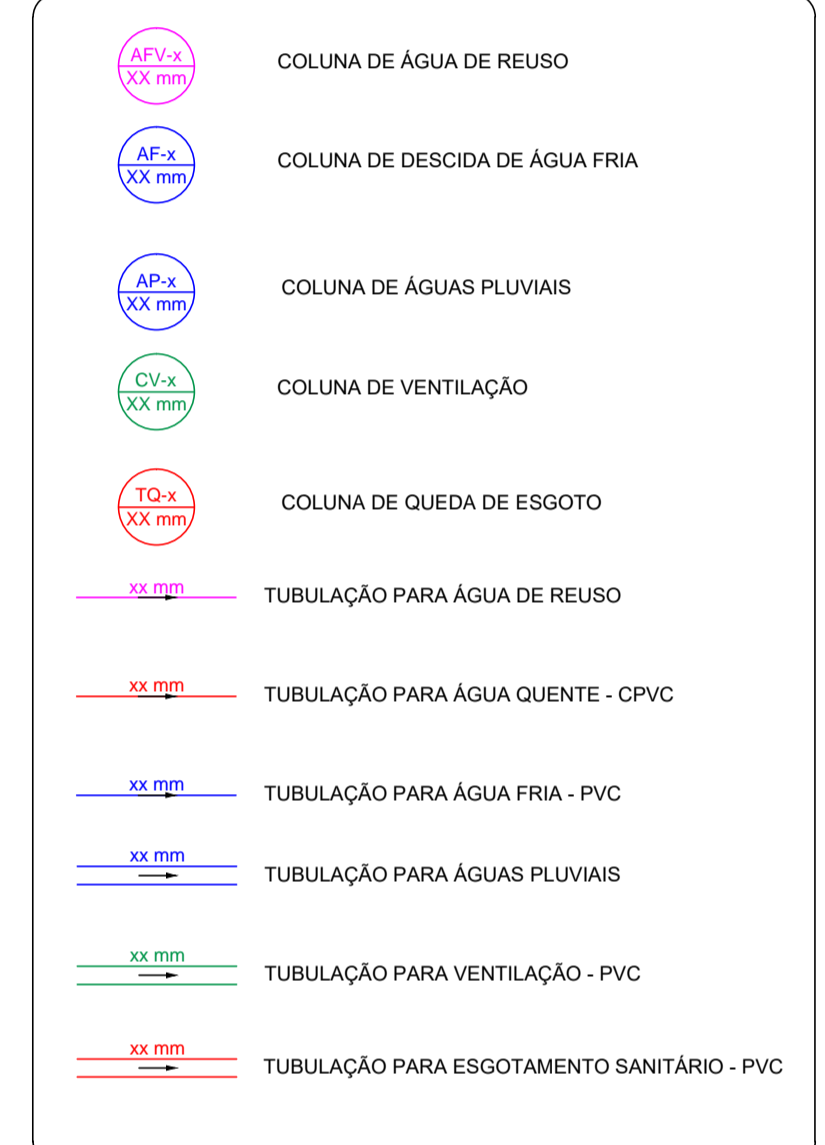 AFV-x
XX mm
COLUNA DE ÁGUA DE REUSO
AF-x
XX mm
COLUNA DE DESCIDA DE ÁGUA FRIA
AP-x
XX mm
COLUNA DE ÁGUAS PLUVIAIS
CV-x
XX mm
COLUNA DE VENTILAÇÃO
TQ-x
XX mm
COLUNA DE QUEDA DE ESGOTO
xx mm
TUBULAÇÃO PARA ÁGUA DE REUSO
xx mm
TUBULAÇÃO PARA ÁGUA QUENTE - CPVC
xx mm
TUBULAÇÃO PARA ÁGUA FRIA - PVC
xx mm
TUBULAÇÃO PARA ÁGUAS PLUVIAIS
xx mm
TUBULAÇÃO PARA VENTILAÇÃO - PVC
xx mm
TUBULAÇÃO PARA ESGOTAMENTO SANITÁRIO - PVC